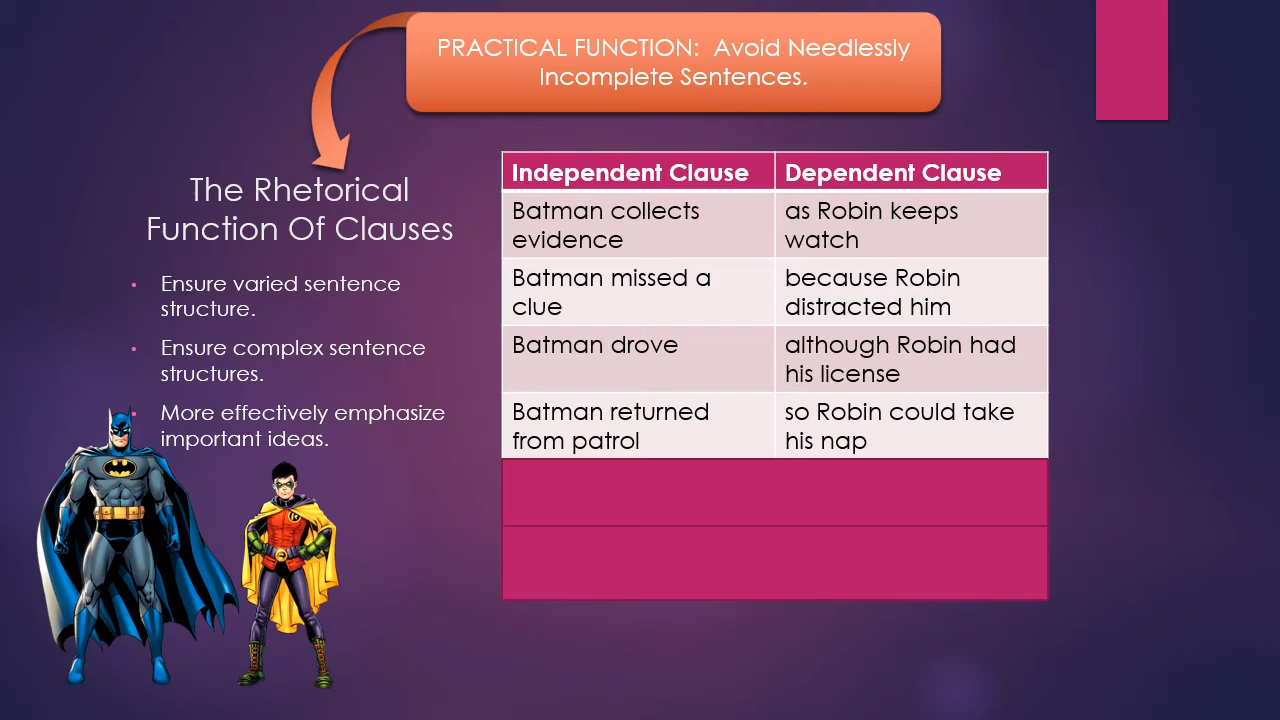 PRACTICAL FUNCTION:  Avoid Needlessly
Incomplete Sentences.
The Rhetorical
Function Of Clauses
• Ensure varied sentence
structure.
• Ensure complex sentence
structures.
• More effectively emphasize
important ideas.
Independent Clause
Dependent Clause
Batman collects
evidence
as Robin keeps
watch
Batman missed a
clue
because Robin
distracted him
Batman drove
although Robin had
his license
Batman returned
from patrol
so Robin could take
his nap